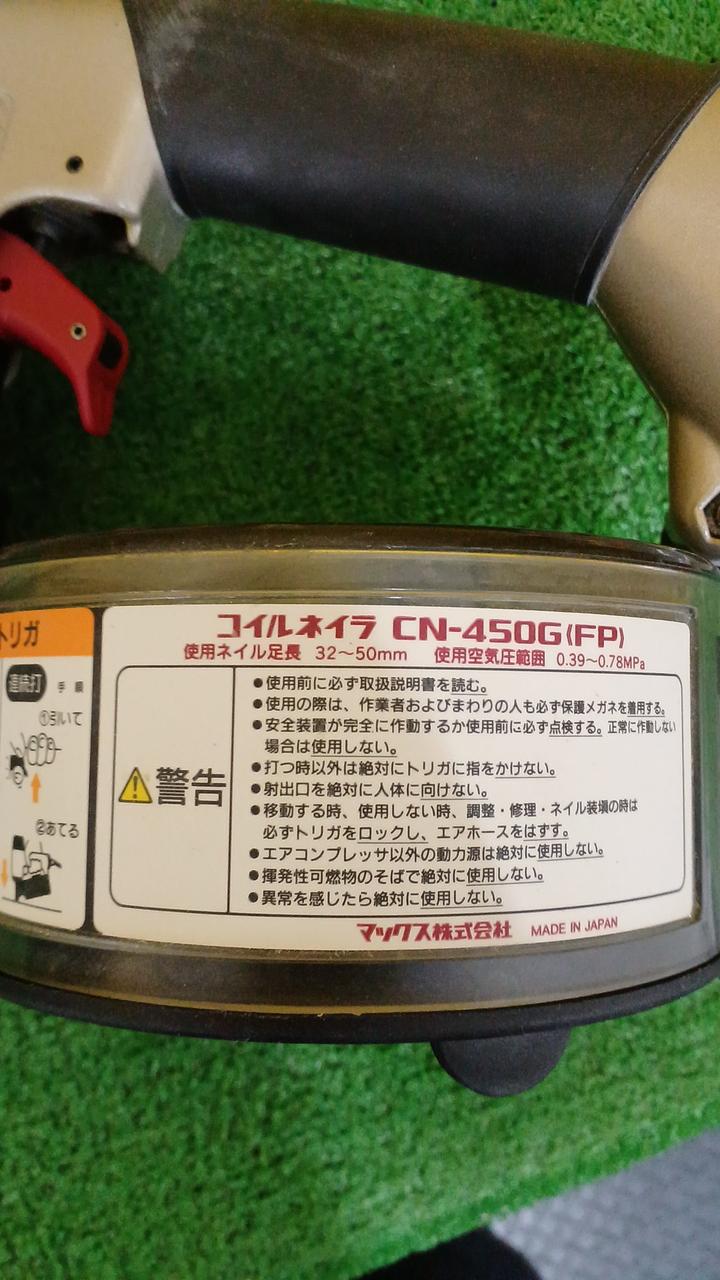 トリガ
連続打 手 順
①引いて
②あてる
コイルネイラ CN-450G(FP)
使用ネイル足長 32〜50mm 使用空気圧範囲 0.39〜0.78MPa
警告
●使用前に必ず取扱説明書を読む。
●使用の際は、作業者およびまわりの人も必ず保護メガネを着用する。
●安全装置が完全に作動するか使用前に必ず点検する。正常に作動しない
場合は使用しない。
●打つ時以外は絶対にトリガに指をかけない。
●射出口を絶対に人体に向けない。
●移動する時、使用しない時、調整・修理・ネイル装塡の時は
必ずトリガをロックし、エアホースをはずす。
●エアコンプレッサ以外の動力源は絶対に使用しない。
●揮発性可燃物のそばで絶対に使用しない。
●異常を感じたら絶対に使用しない。
マックス株式会社 MADE IN JAPAN